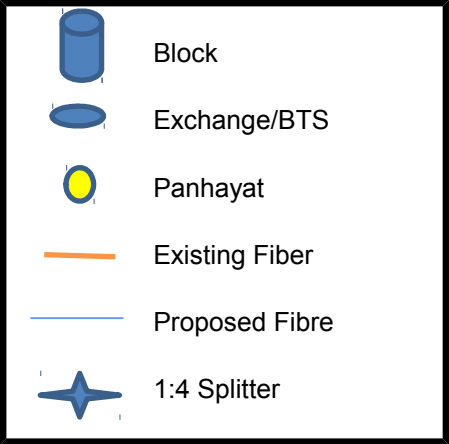 Block
Exchange/BTS
Panhayat
Existing Fiber
Proposed Fibre
1:4 Splitter